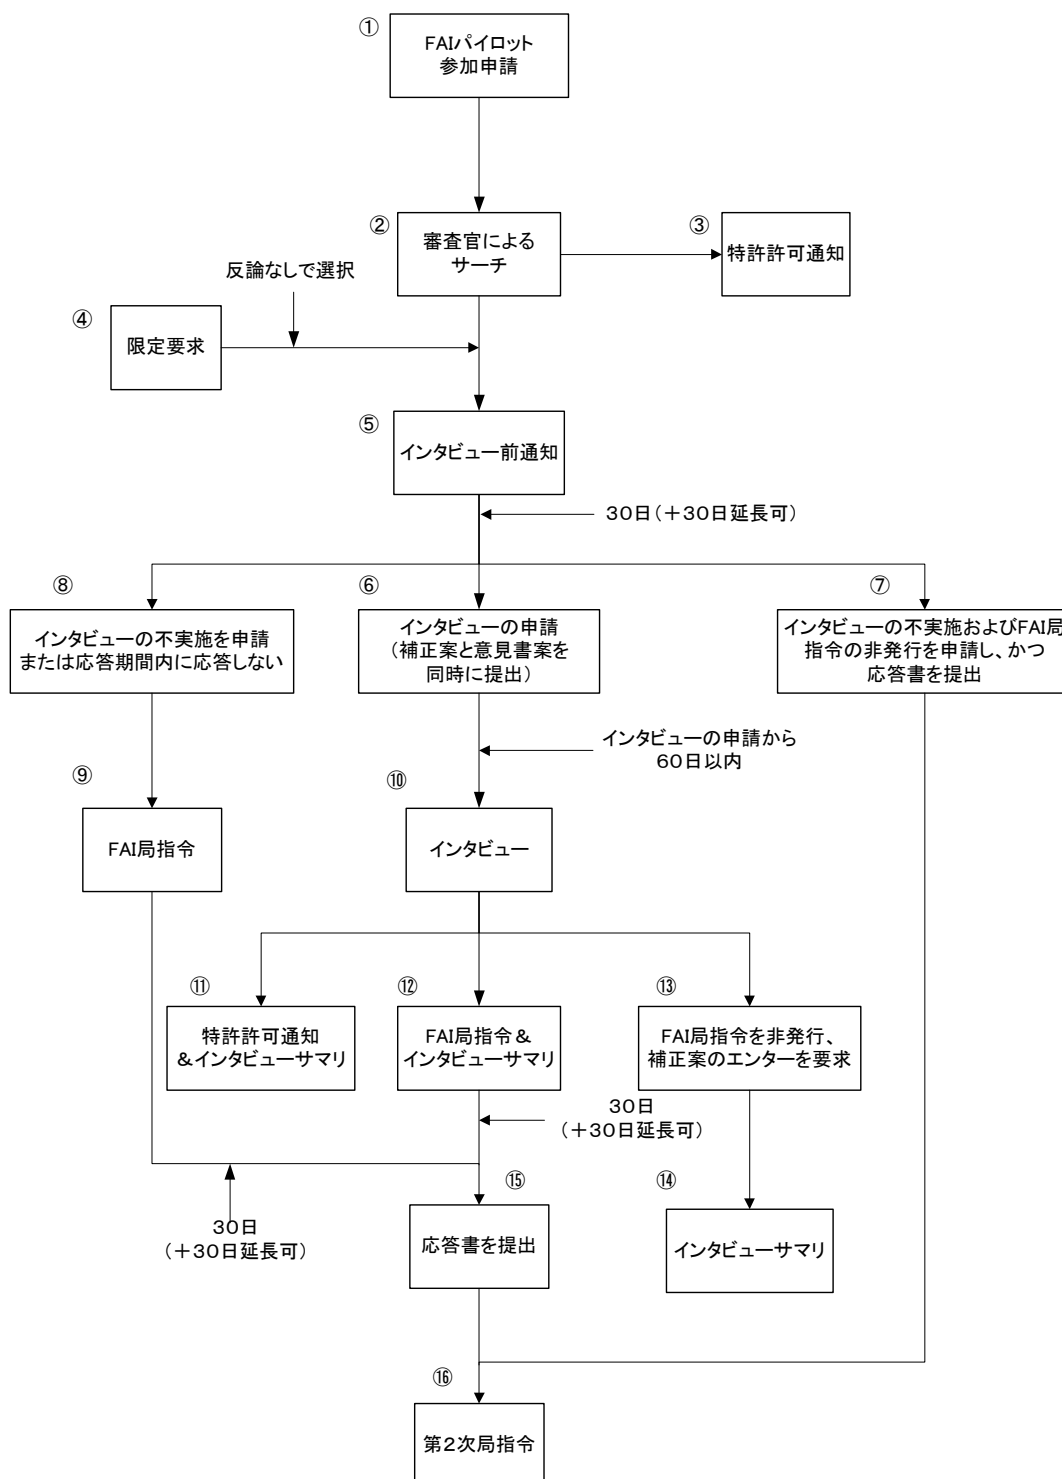 ①
FAIパイロット
参加申請
②
審査官による
サーチ
③
特許許可通知
反論なしで選択
④
限定要求
⑤
インタビュー前通知
30日(+30日延長可)
⑧
インタビューの不実施を申請
または応答期間内に応答しない
⑥
インタビューの申請
(補正案と意見書案を
同時に提出)
⑦
インタビューの不実施およびFAI局
指令の非発行を申請し、かつ
応答書を提出
インタビューの申請から
60日以内
⑨
FAI局指令
⑩
インタビュー
⑪
特許許可通知
&インタビューサマリ
⑫
FAI局指令&
インタビューサマリ
⑬
FAI局指令を非発行、
補正案のエンターを要求
30日
(+30日延長可)
30日
(+30日延長可)
⑮
応答書を提出
⑭
インタビューサマリ
⑯
第2次局指令